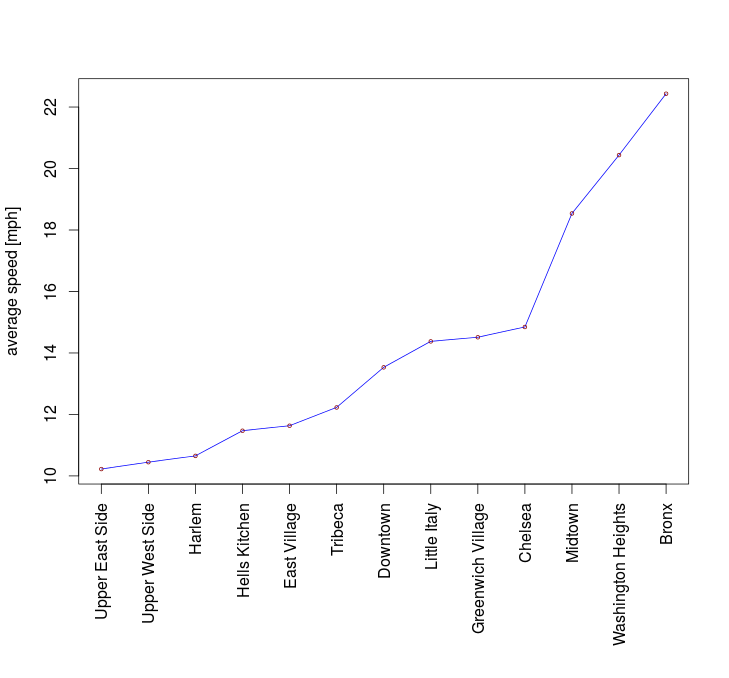 average speed [mph]
22
20
18
16
14
12
10
Upper East Side
Upper West Side
Harlem
Hells Kitchen
East Village
Tribeca
Downtown
Little Italy
Greenwich Village
Chelsea
Midtown
Washington Heights
Bronx